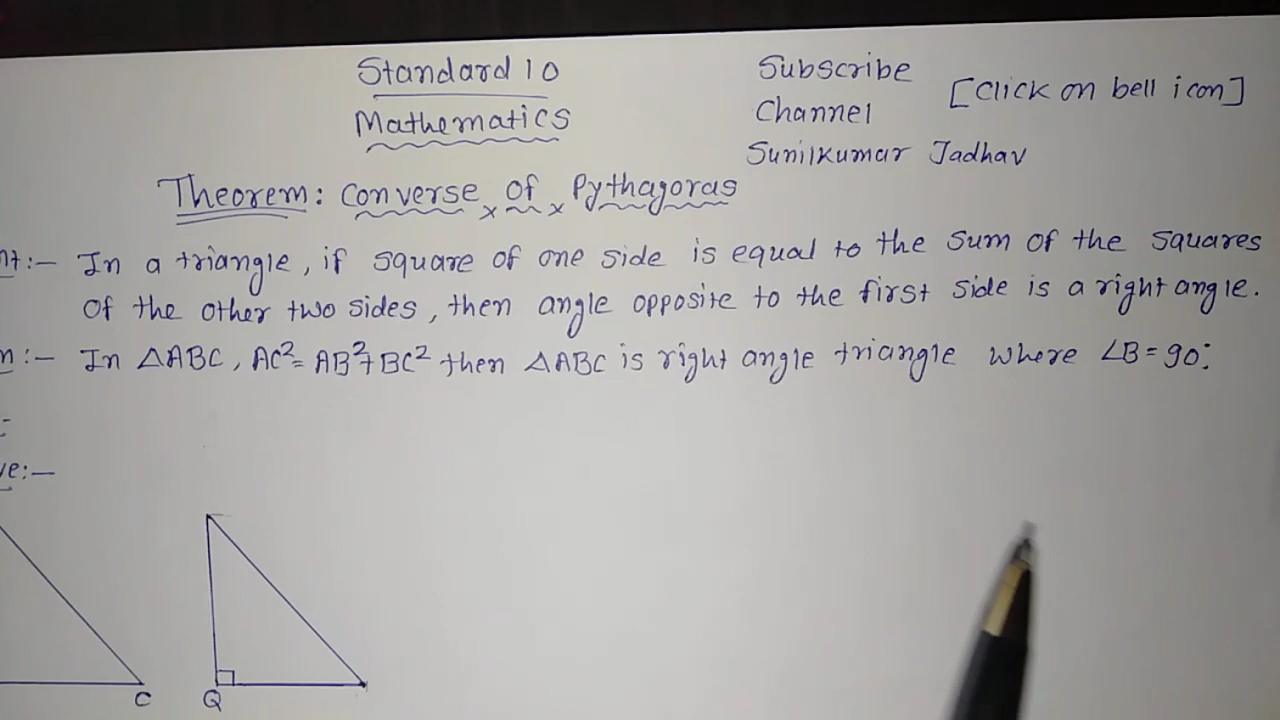 Standard 10
Mathematics
Subscribe
Channel
Sunilkumar Jadhav
[Click on bell icon]
Theorem: Converse of Pythagoras
nt:- In a triangle, if square of one side is equal to the sum of the squares
of the other two sides, then angle opposite to the first side is a right angle.
n:- In △ABC, AC²= AB²+BC² then △ABC is right angle triangle where ∠B=90°.
ve:-
C
Q